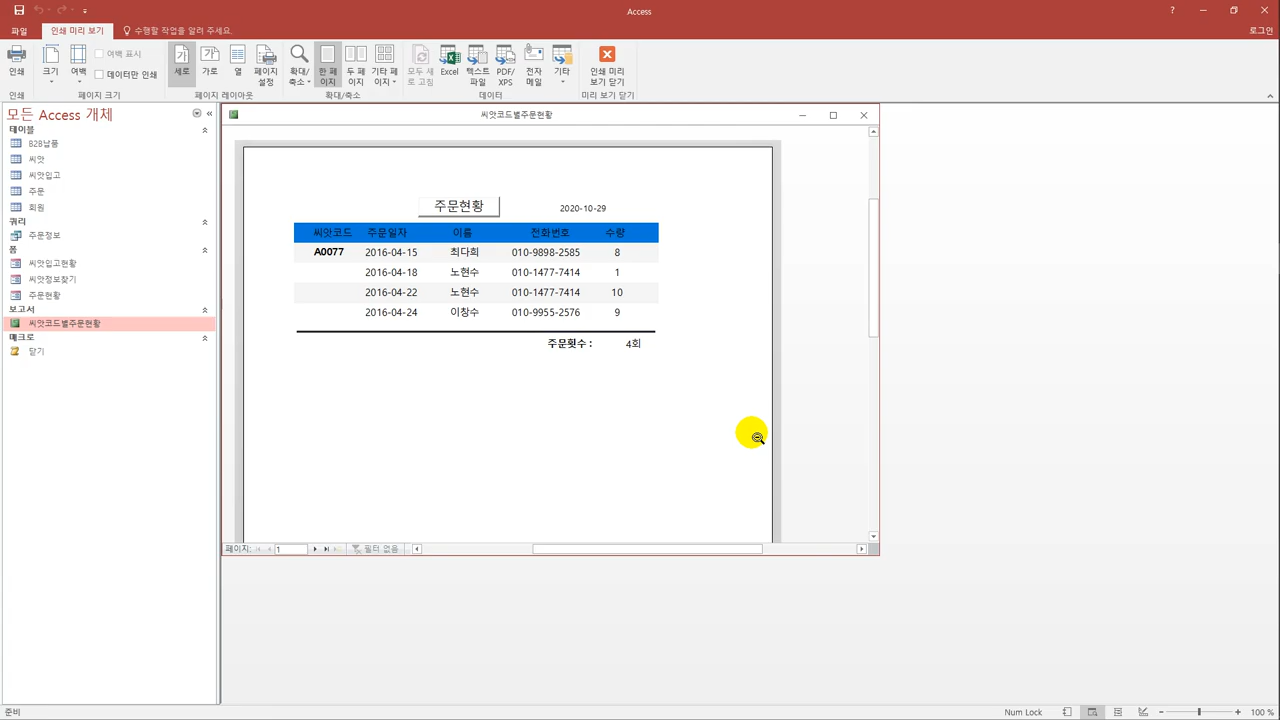 Access
로그인
파일
인쇄 미리 보기
수행할 작업을 알려 주세요.
인쇄
크기
여백
여백 표시
데이터만 인쇄
세로
가로
열
페이지 설정
확대/축소
한 페이지
두 페이지
기타 페이지
모두 새로 고침
Excel
텍스트 파일
PDF/XPS
전자 메일
기타
인쇄 미리 보기 닫기
인쇄
페이지 크기
페이지 레이아웃
확대/축소
데이터
미리 보기 닫기
모든 Access 개체
테이블
B2B납품
씨앗
씨앗입고
주문
회원
쿼리
주문정보
폼
씨앗입고현황
씨앗정보찾기
주문현황
보고서
씨앗코드별주문현황
매크로
닫기
씨앗코드별주문현황
주문현황
2020-10-29
씨앗코드 주문일자 이름 전화번호 수량
A0077 2016-04-15 최다희 010-9898-2585 8
2016-04-18 노현수 010-1477-7414 1
2016-04-22 노현수 010-1477-7414 10
2016-04-24 이창수 010-9955-2576 9
주문횟수 : 4회
페이지: 1 필터 없음
준비
Num Lock
100 %